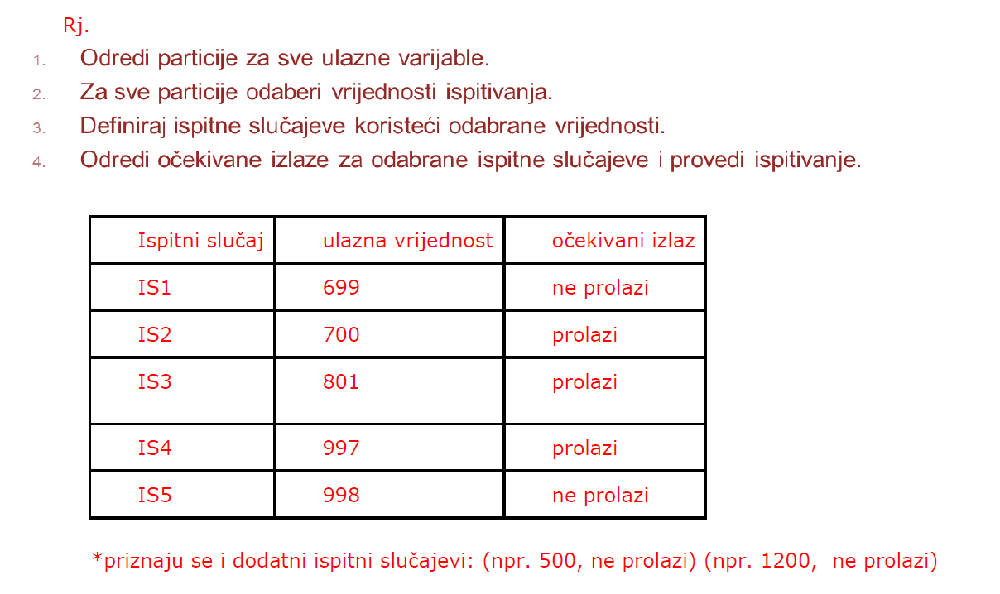 Rj.
1. Odredi particije za sve ulazne varijable.
2. Za sve particije odaberi vrijednosti ispitivanja.
3. Definiraj ispitne slučajeve koristeći odabrane vrijednosti.
4. Odredi očekivane izlaze za odabrane ispitne slučajeve i provedi ispitivanje.
Ispitni slučaj ulazna vrijednost očekivani izlaz
IS1 699 ne prolazi
IS2 700 prolazi
IS3 801 prolazi
IS4 997 prolazi
IS5 998 ne prolazi
*priznaju se i dodatni ispitni slučajevi: (npr. 500, ne prolazi) (npr. 1200, ne prolazi)